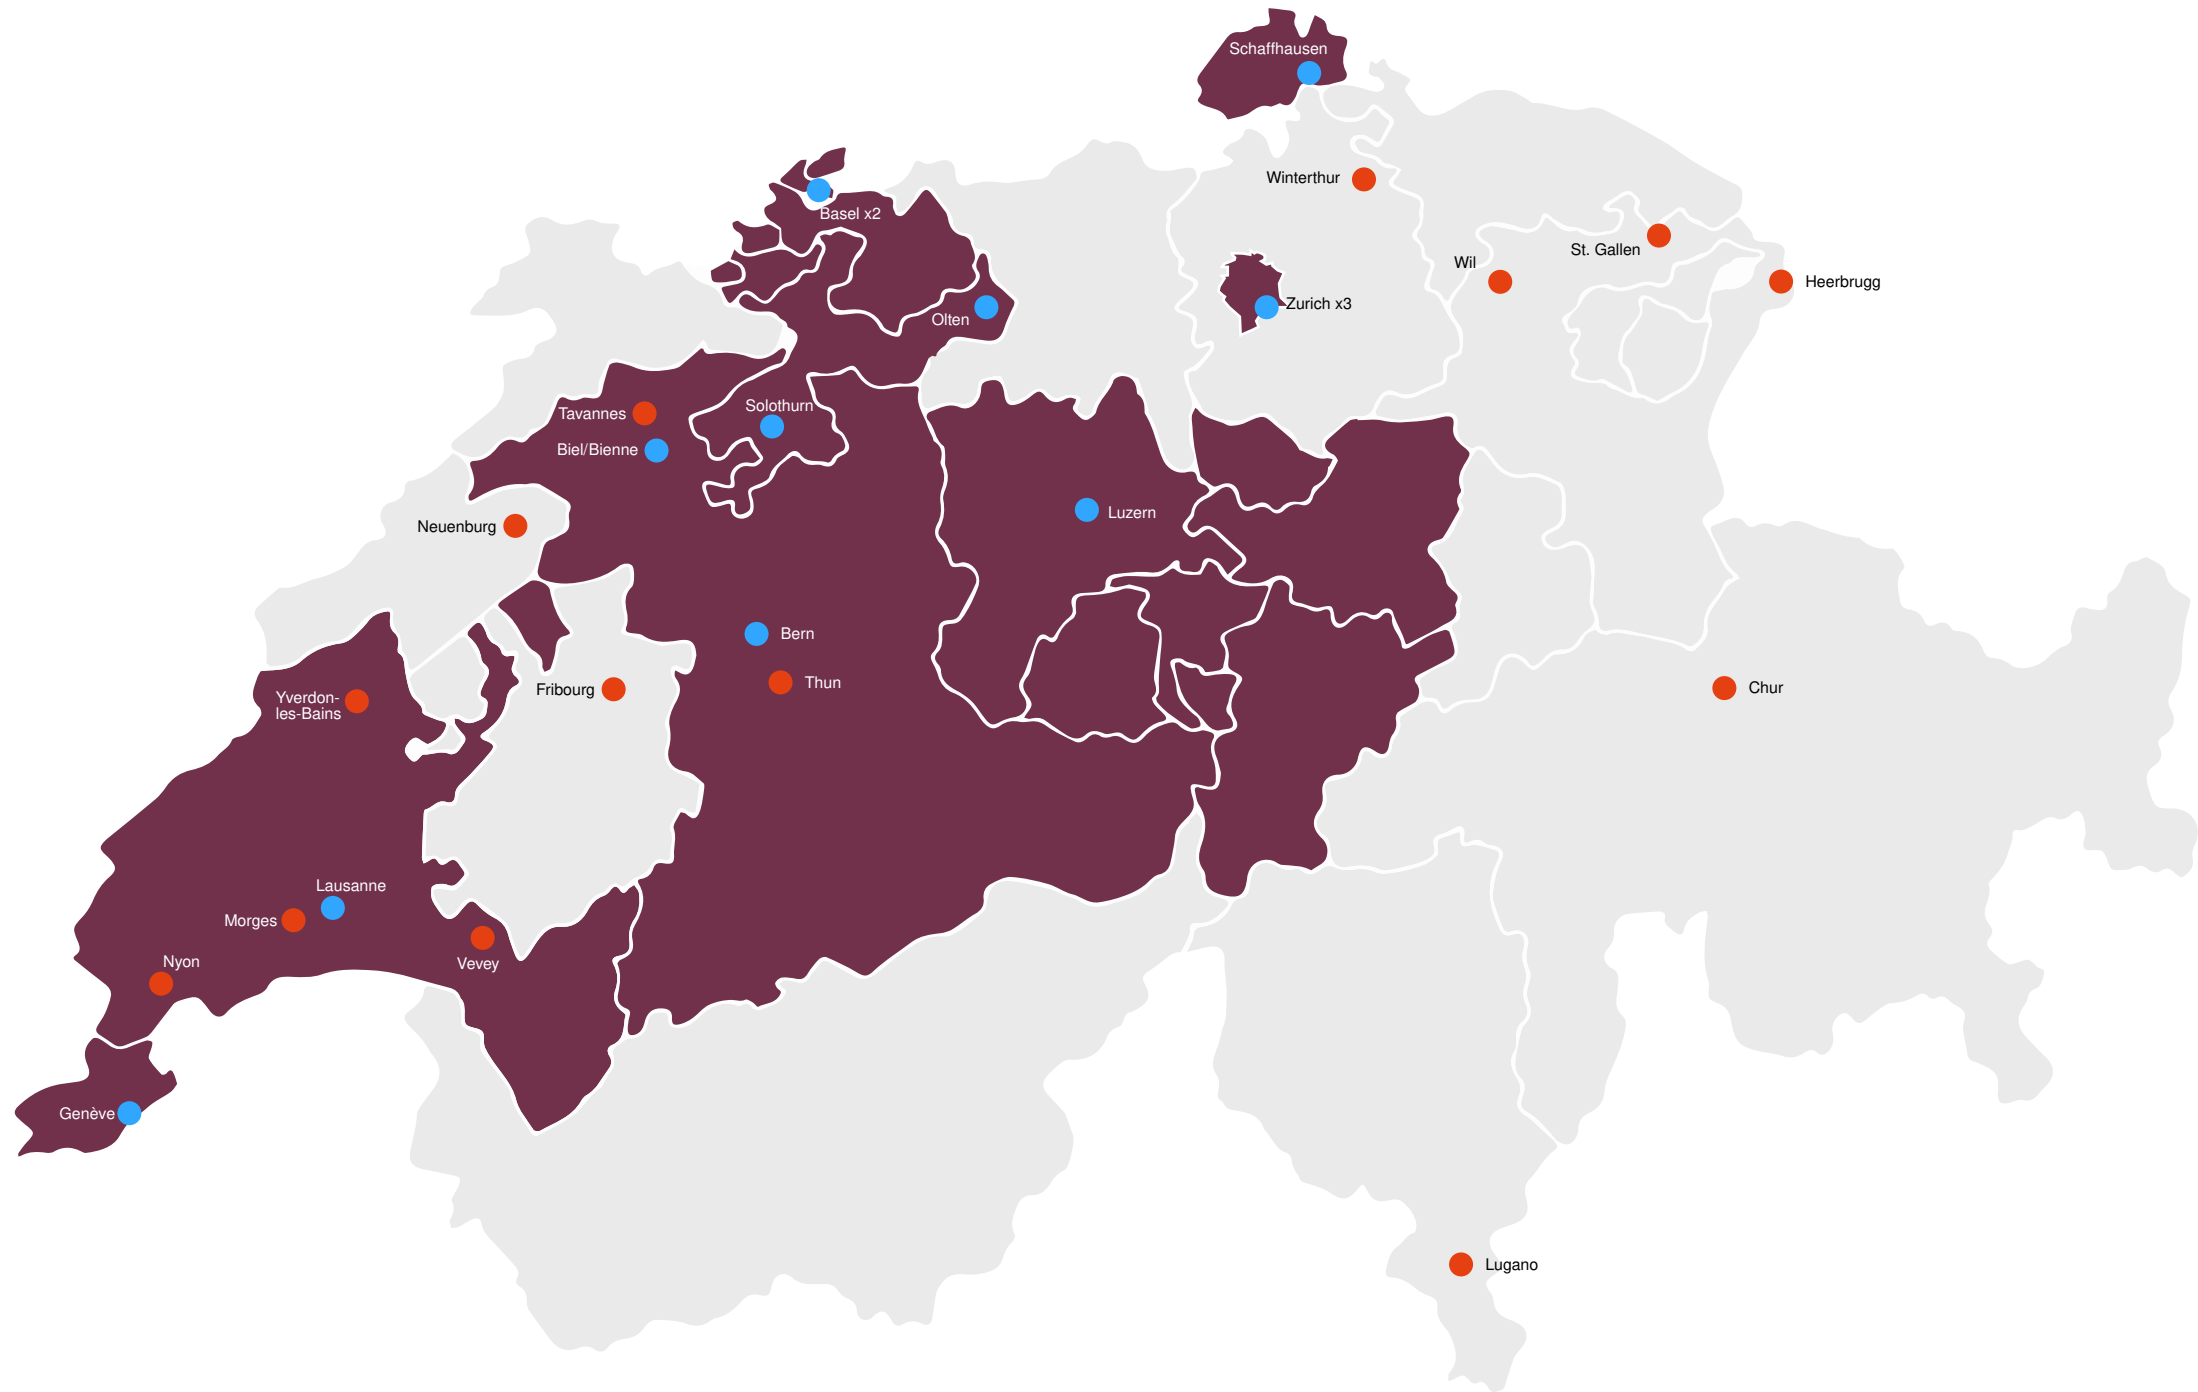 Schaffhausen
Winterthur
Basel x2
St. Gallen
Wil
Heerbrugg
Zurich x3
Olten
Solothurn
Tavannes
Biel/Bienne
Luzern
Neuenburg
Bern
Thun
Fribourg
Chur
Yverdon-
les-Bains
Lausanne
Morges
Nyon
Vevey
Genève
Lugano